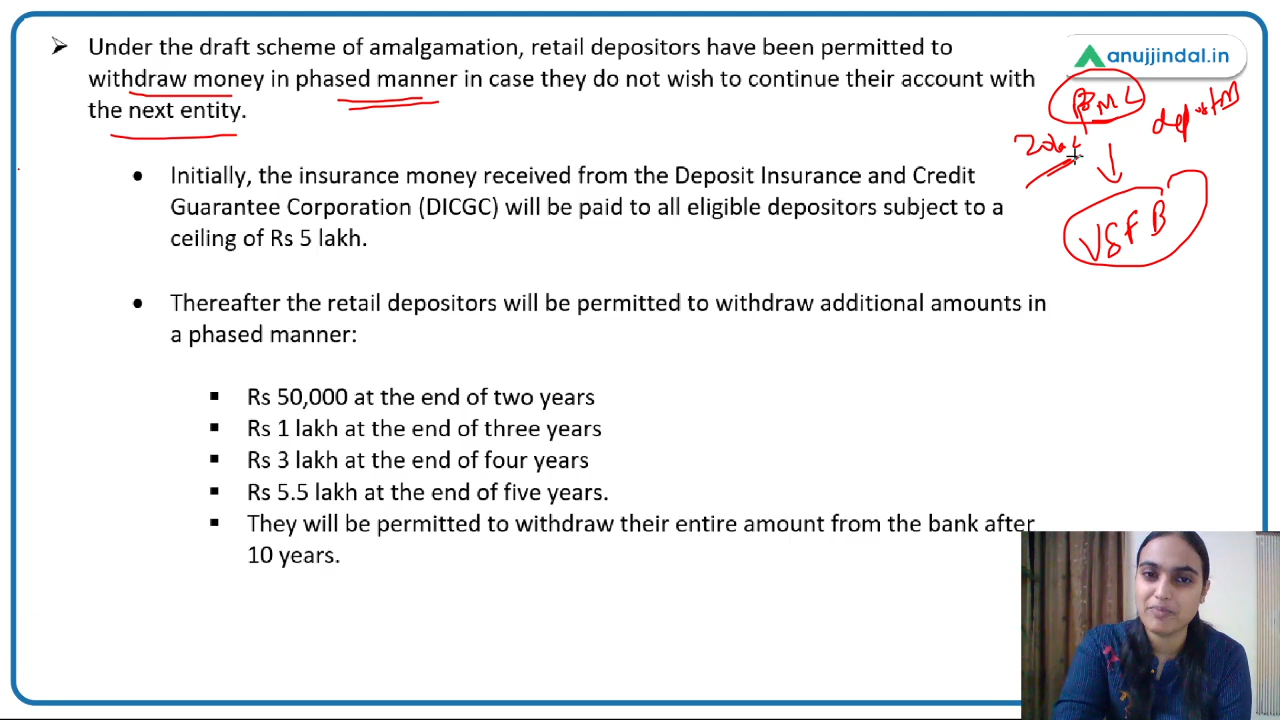 Under the draft scheme of amalgamation, retail depositors have been permitted to
withdraw money in phased manner in case they do not wish to continue their account with
the next entity.
anujjindal.in
PMC
VSFB
Initially, the insurance money received from the Deposit Insurance and Credit
Guarantee Corporation (DICGC) will be paid to all eligible depositors subject to a
ceiling of Rs 5 lakh.
Thereafter the retail depositors will be permitted to withdraw additional amounts in
a phased manner:
Rs 50,000 at the end of two years
Rs 1 lakh at the end of three years
Rs 3 lakh at the end of four years
Rs 5.5 lakh at the end of five years.
They will be permitted to withdraw their entire amount from the bank after
10 years.